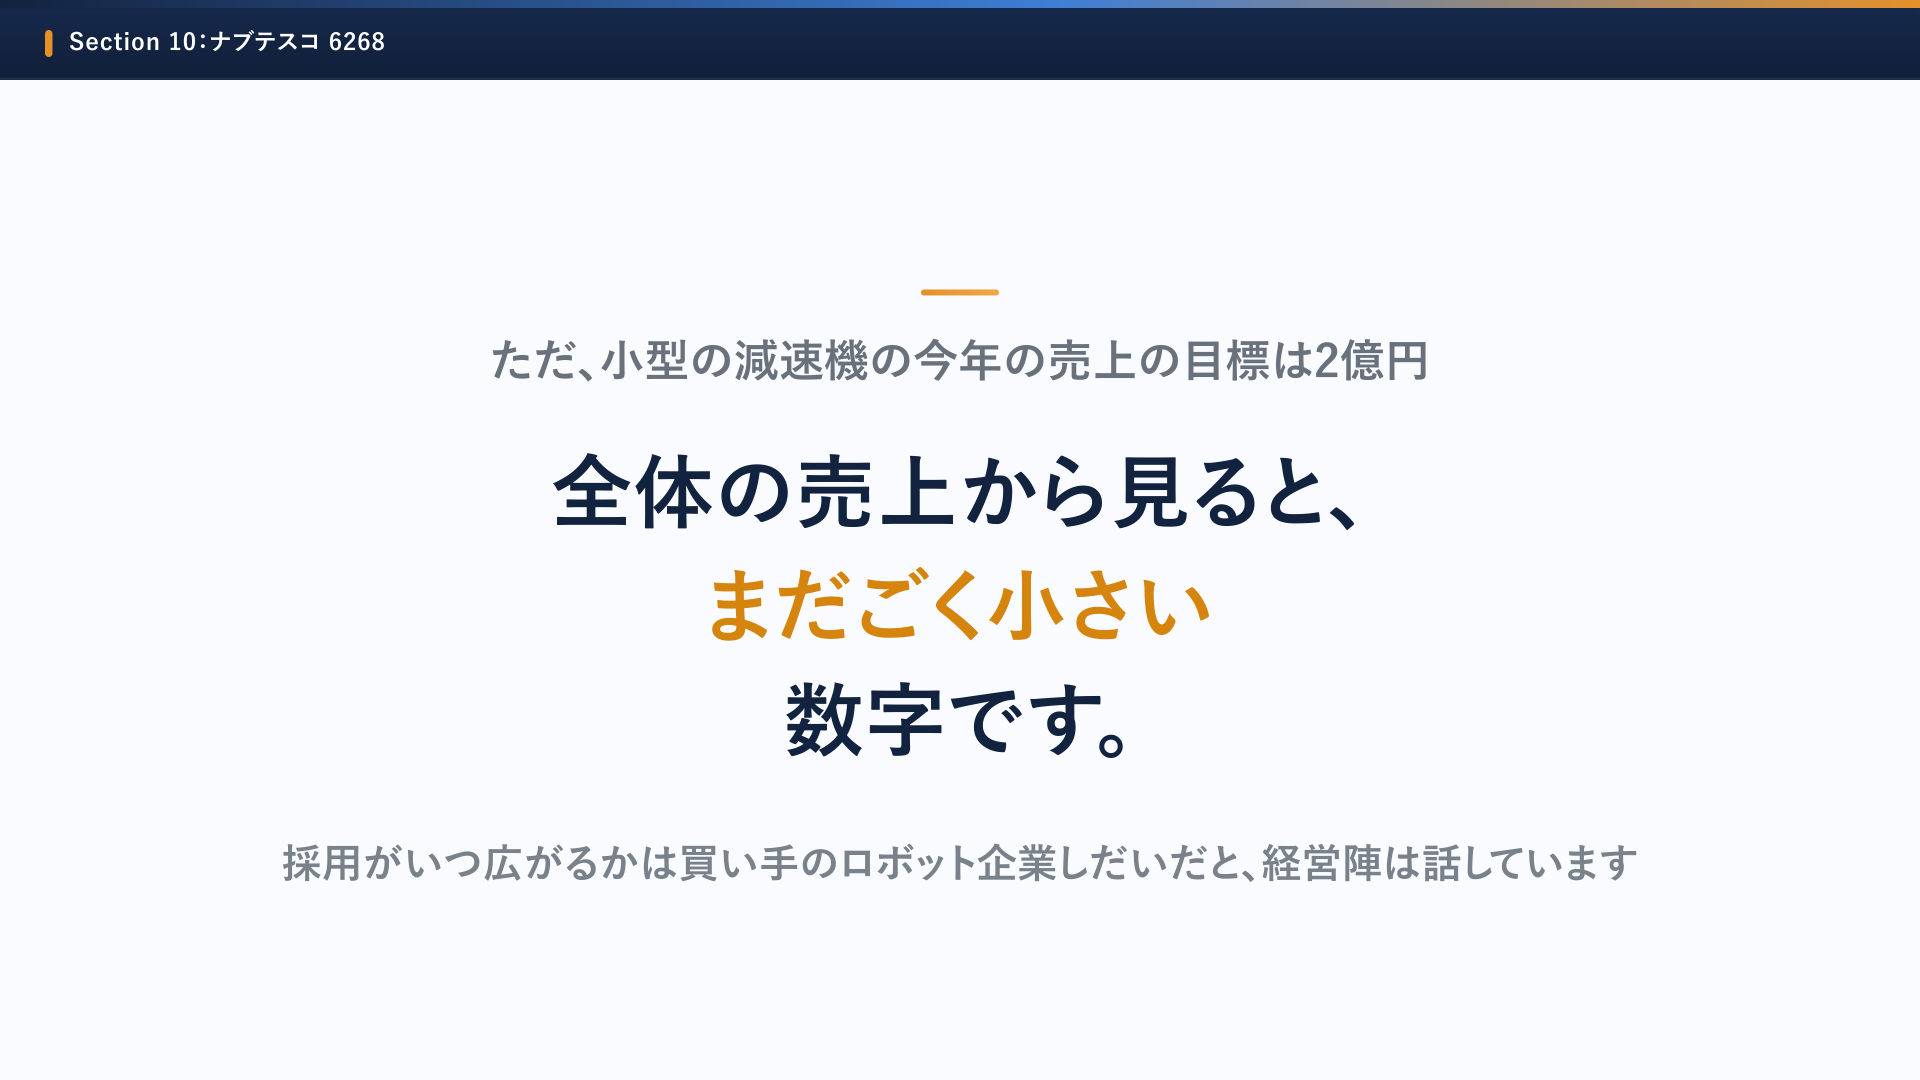 Section 10：ナブテスコ 6268
ただ、小型の減速機の今年の売上の目標は2億円
全体の売上から見ると、
まだごく小さい
数字です。
採用がいつ広がるかは買い手のロボット企業しだいだと、経営陣は話しています